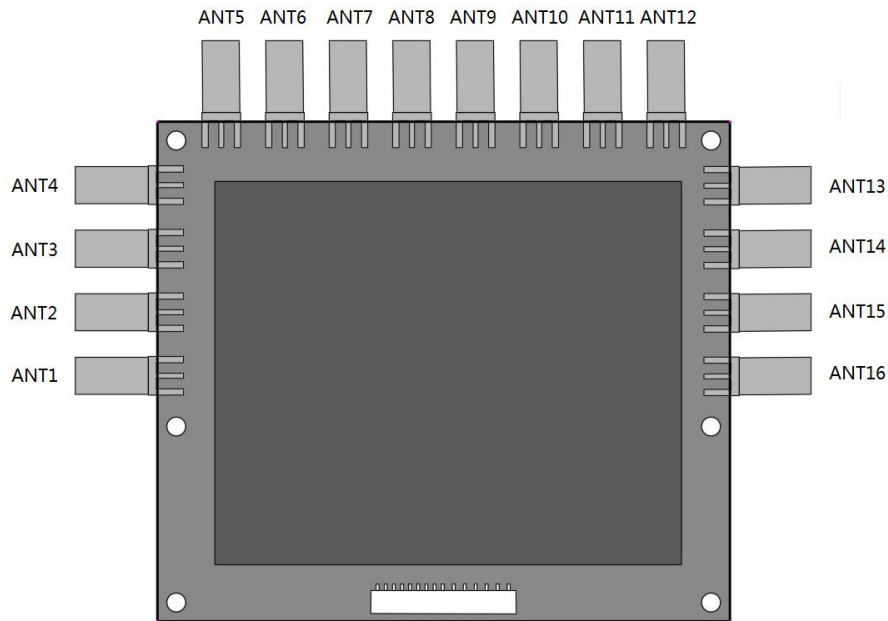 ANT5 ANT6 ANT7 ANT8 ANT9 ANT10 ANT11 ANT12
ANT4 ANT13
ANT3 ANT14
ANT2 ANT15
ANT1 ANT16